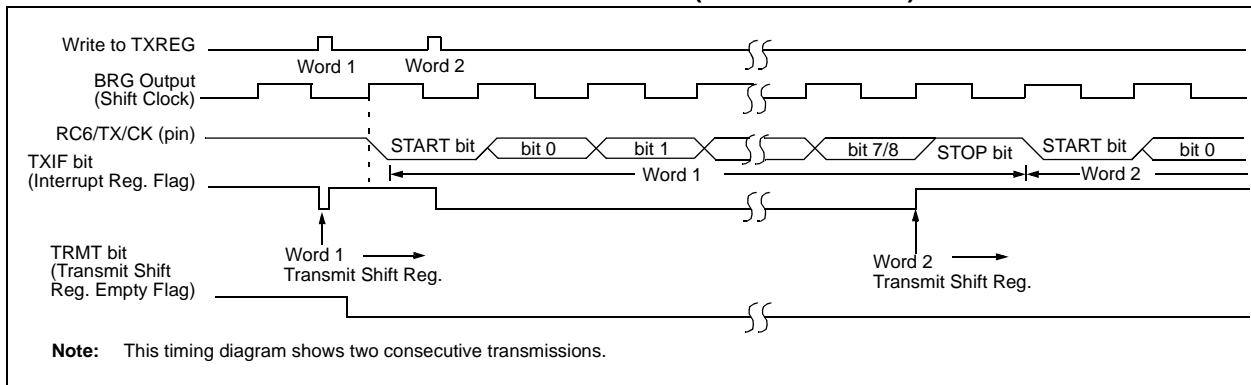 Write to TXREG
Word 1 Word 2
BRG Output
(Shift Clock)
RC6/TX/CK (pin)
START bit bit 0 bit 1 bit 7/8 STOP bit START bit bit 0
TXIF bit
(Interrupt Reg. Flag)
Word 1 Word 2
Word 1
Transmit Shift Reg.
Word 2
Transmit Shift Reg.
TRMT bit
(Transmit Shift
Reg. Empty Flag)
Note: This timing diagram shows two consecutive transmissions.